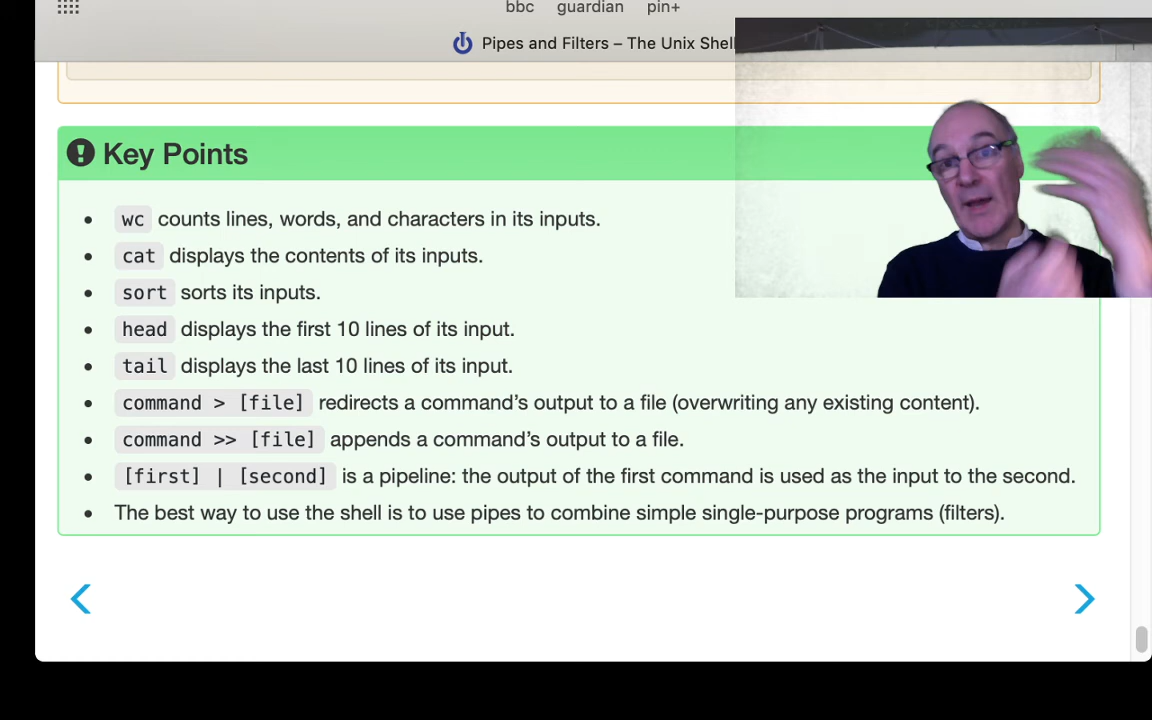 bbc guardian pin+
Pipes and Filters – The Unix Shell
Key Points
wc counts lines, words, and characters in its inputs.
cat displays the contents of its inputs.
sort sorts its inputs.
head displays the first 10 lines of its input.
tail displays the last 10 lines of its input.
command > [file] redirects a command’s output to a file (overwriting any existing content).
command >> [file] appends a command’s output to a file.
[first] | [second] is a pipeline: the output of the first command is used as the input to the second.
The best way to use the shell is to use pipes to combine simple single-purpose programs (filters).